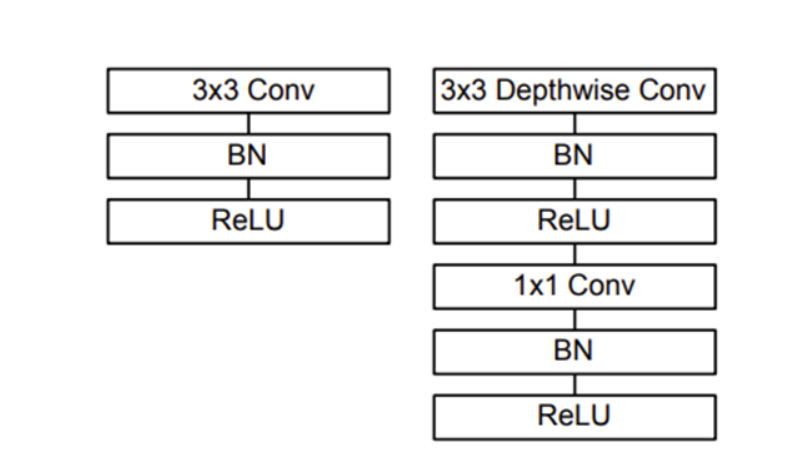 3x3 Conv
BN
ReLU
3x3 Depthwise Conv
BN
ReLU
1x1 Conv
BN
ReLU